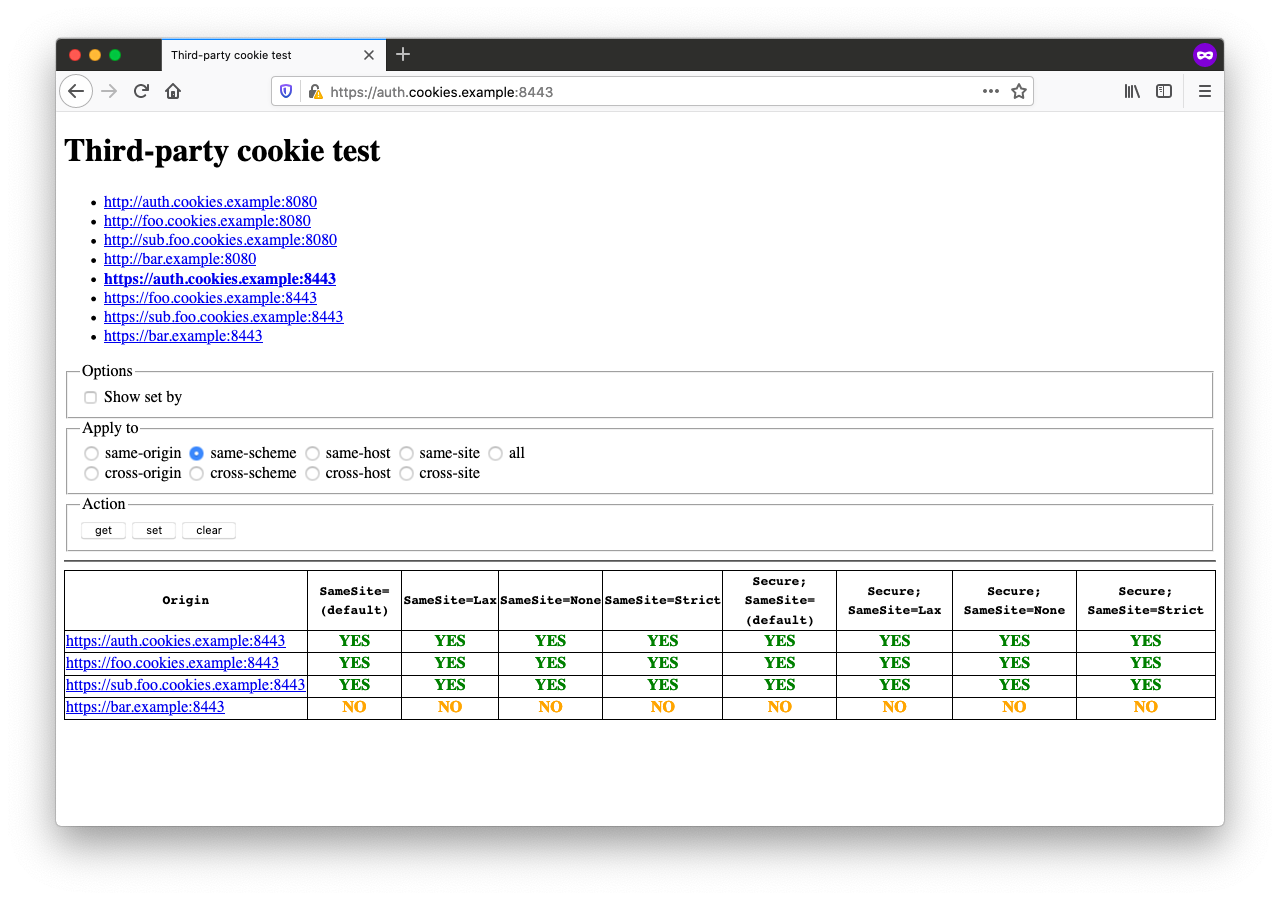 Third-party cookie test
https://auth.cookies.example:8443
Third-party cookie test
http://auth.cookies.example:8080
http://foo.cookies.example:8080
http://sub.foo.cookies.example:8080
http://bar.example:8080
https://auth.cookies.example:8443
https://foo.cookies.example:8443
https://sub.foo.cookies.example:8443
https://bar.example:8443
Options
Show set by
Apply to
same-origin same-scheme same-host same-site all
cross-origin cross-scheme cross-host cross-site
Action
get set clear
Origin SameSite= (default) SameSite=Lax SameSite=None SameSite=Strict Secure; SameSite= (default) Secure; SameSite=Lax Secure; SameSite=None Secure; SameSite=Strict
https://auth.cookies.example:8443 YES YES YES YES YES YES YES YES
https://foo.cookies.example:8443 YES YES YES YES YES YES YES YES
https://sub.foo.cookies.example:8443 YES YES YES YES YES YES YES YES
https://bar.example:8443 NO NO NO NO NO NO NO NO